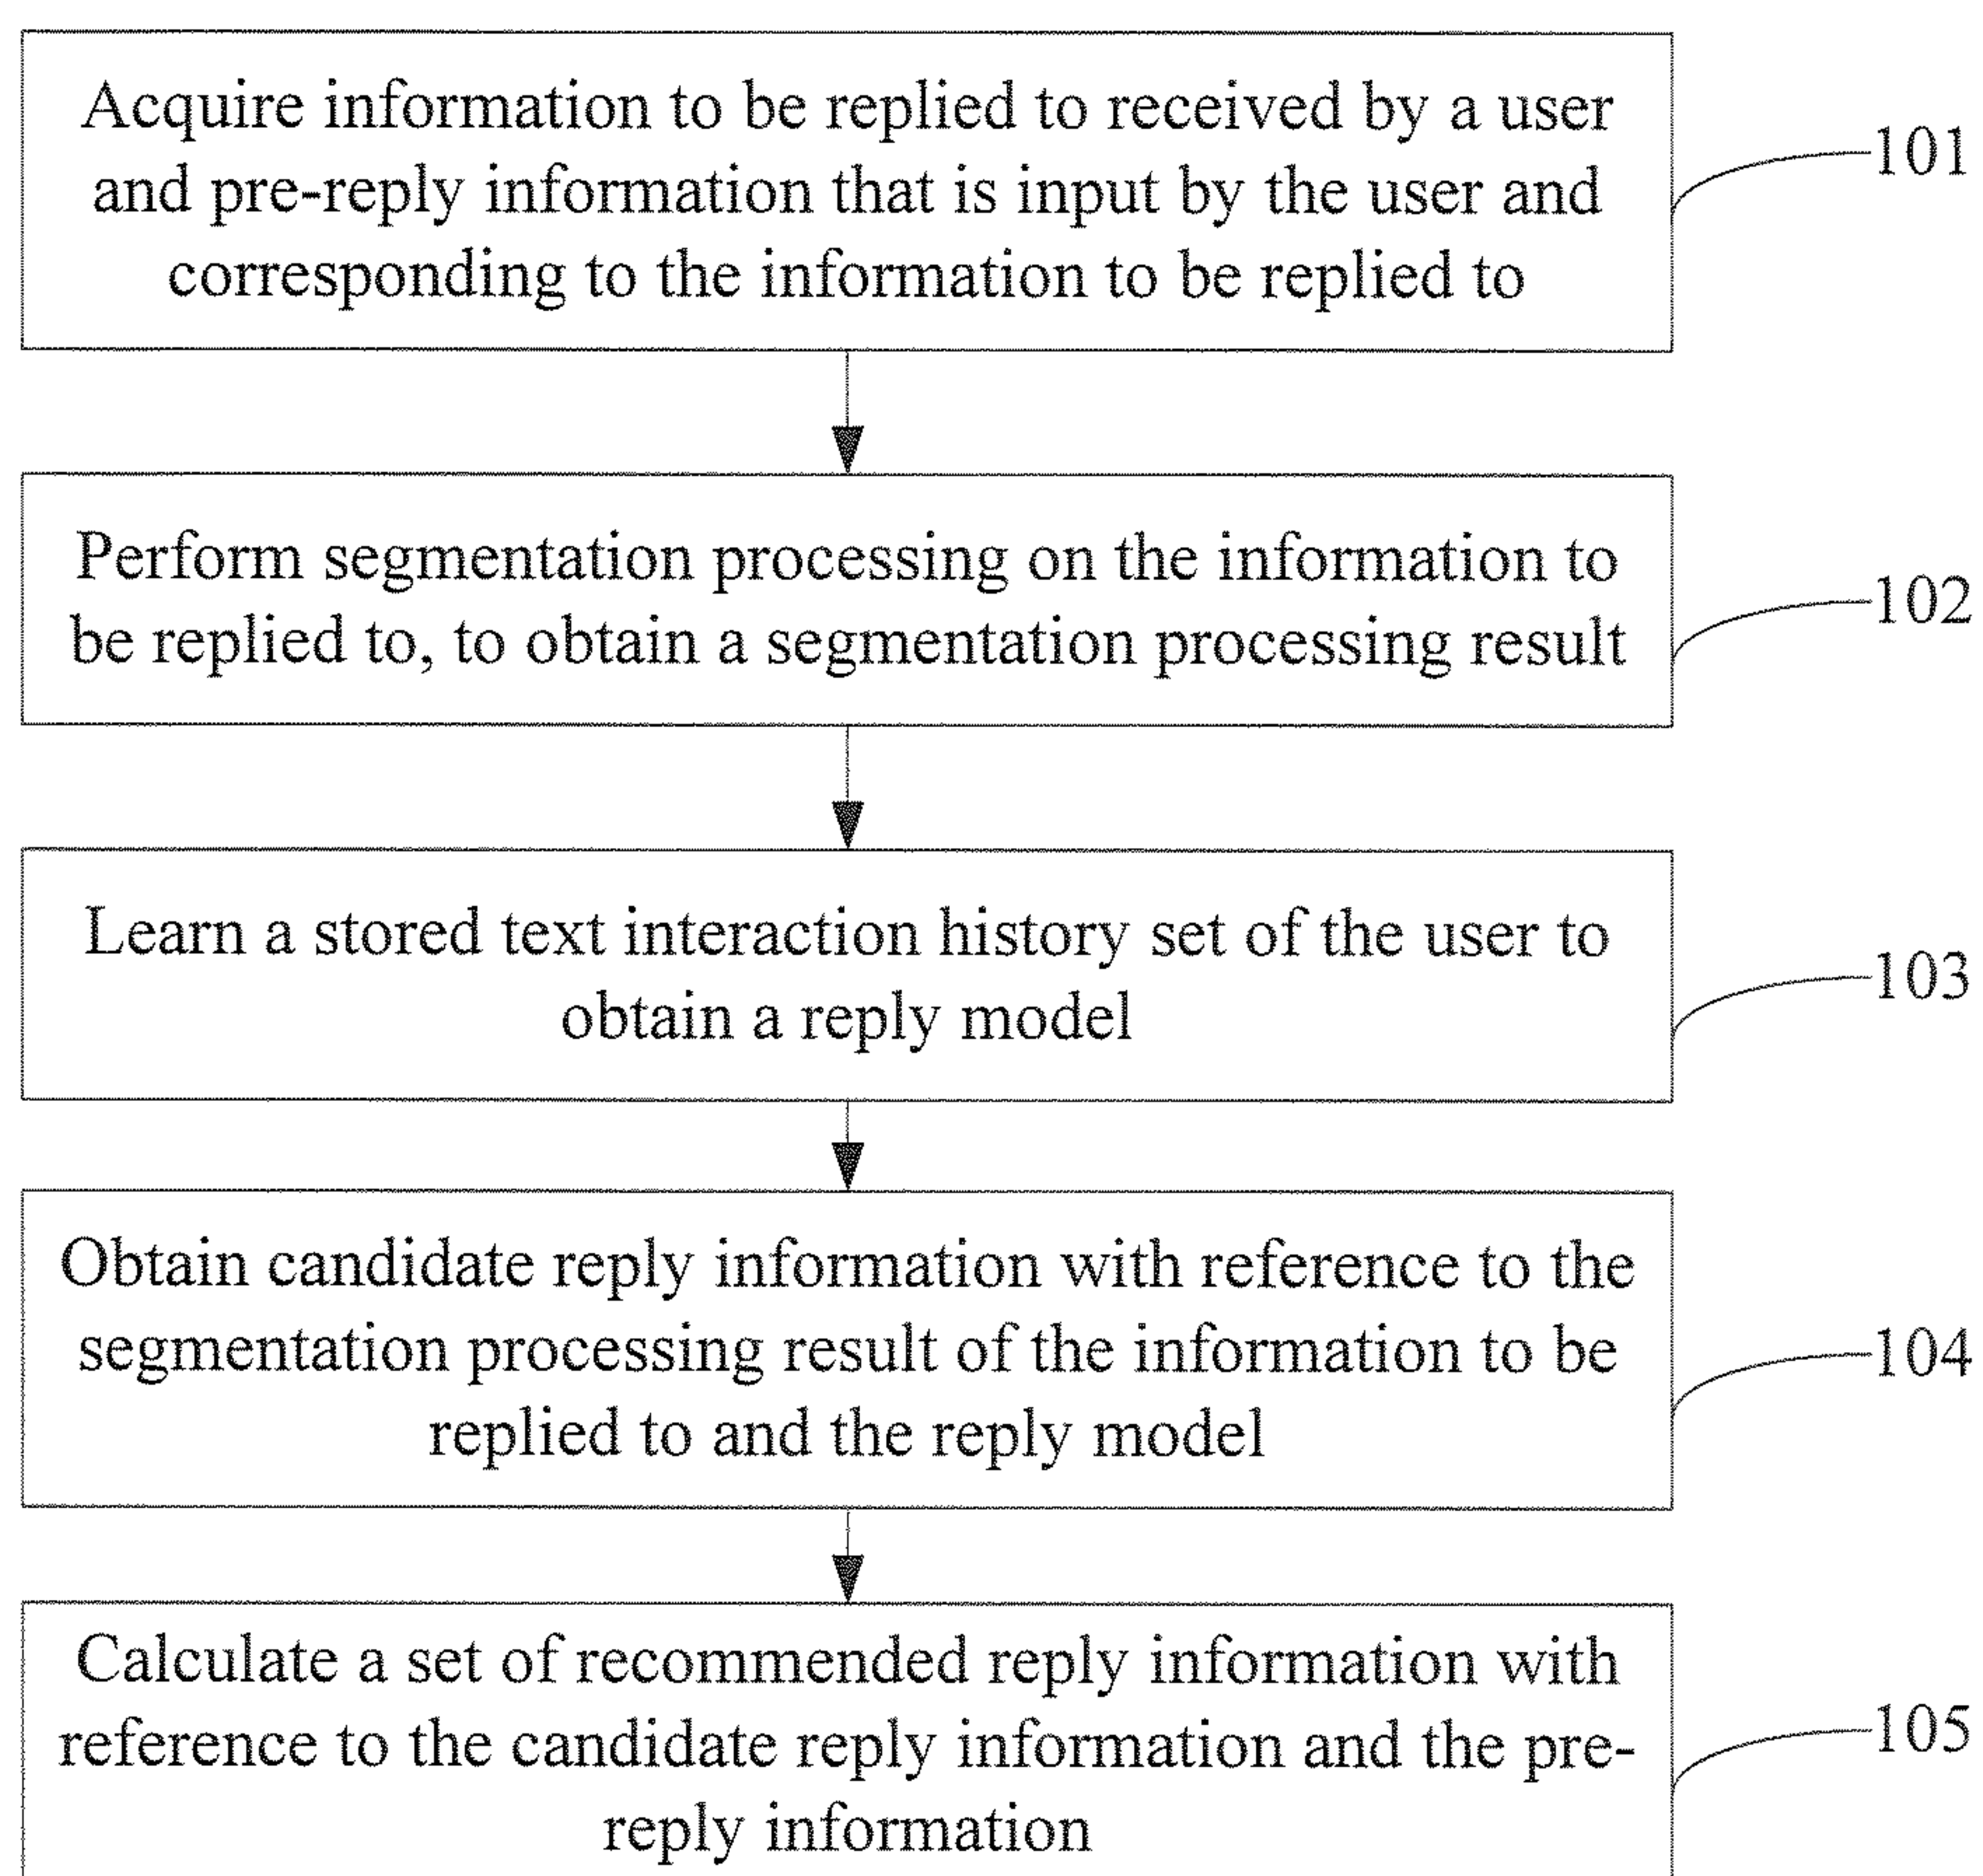 Acquire information to be replied to received by a user
and pre-reply information that is input by the user and
corresponding to the information to be replied to
101
Perform segmentation processing on the information to
be replied to, to obtain a segmentation processing result
102
Learn a stored text interaction history set of the user to
obtain a reply model
103
Obtain candidate reply information with reference to the
segmentation processing result of the information to be
replied to and the reply model
104
Calculate a set of recommended reply information with
reference to the candidate reply information and the pre-
reply information
105